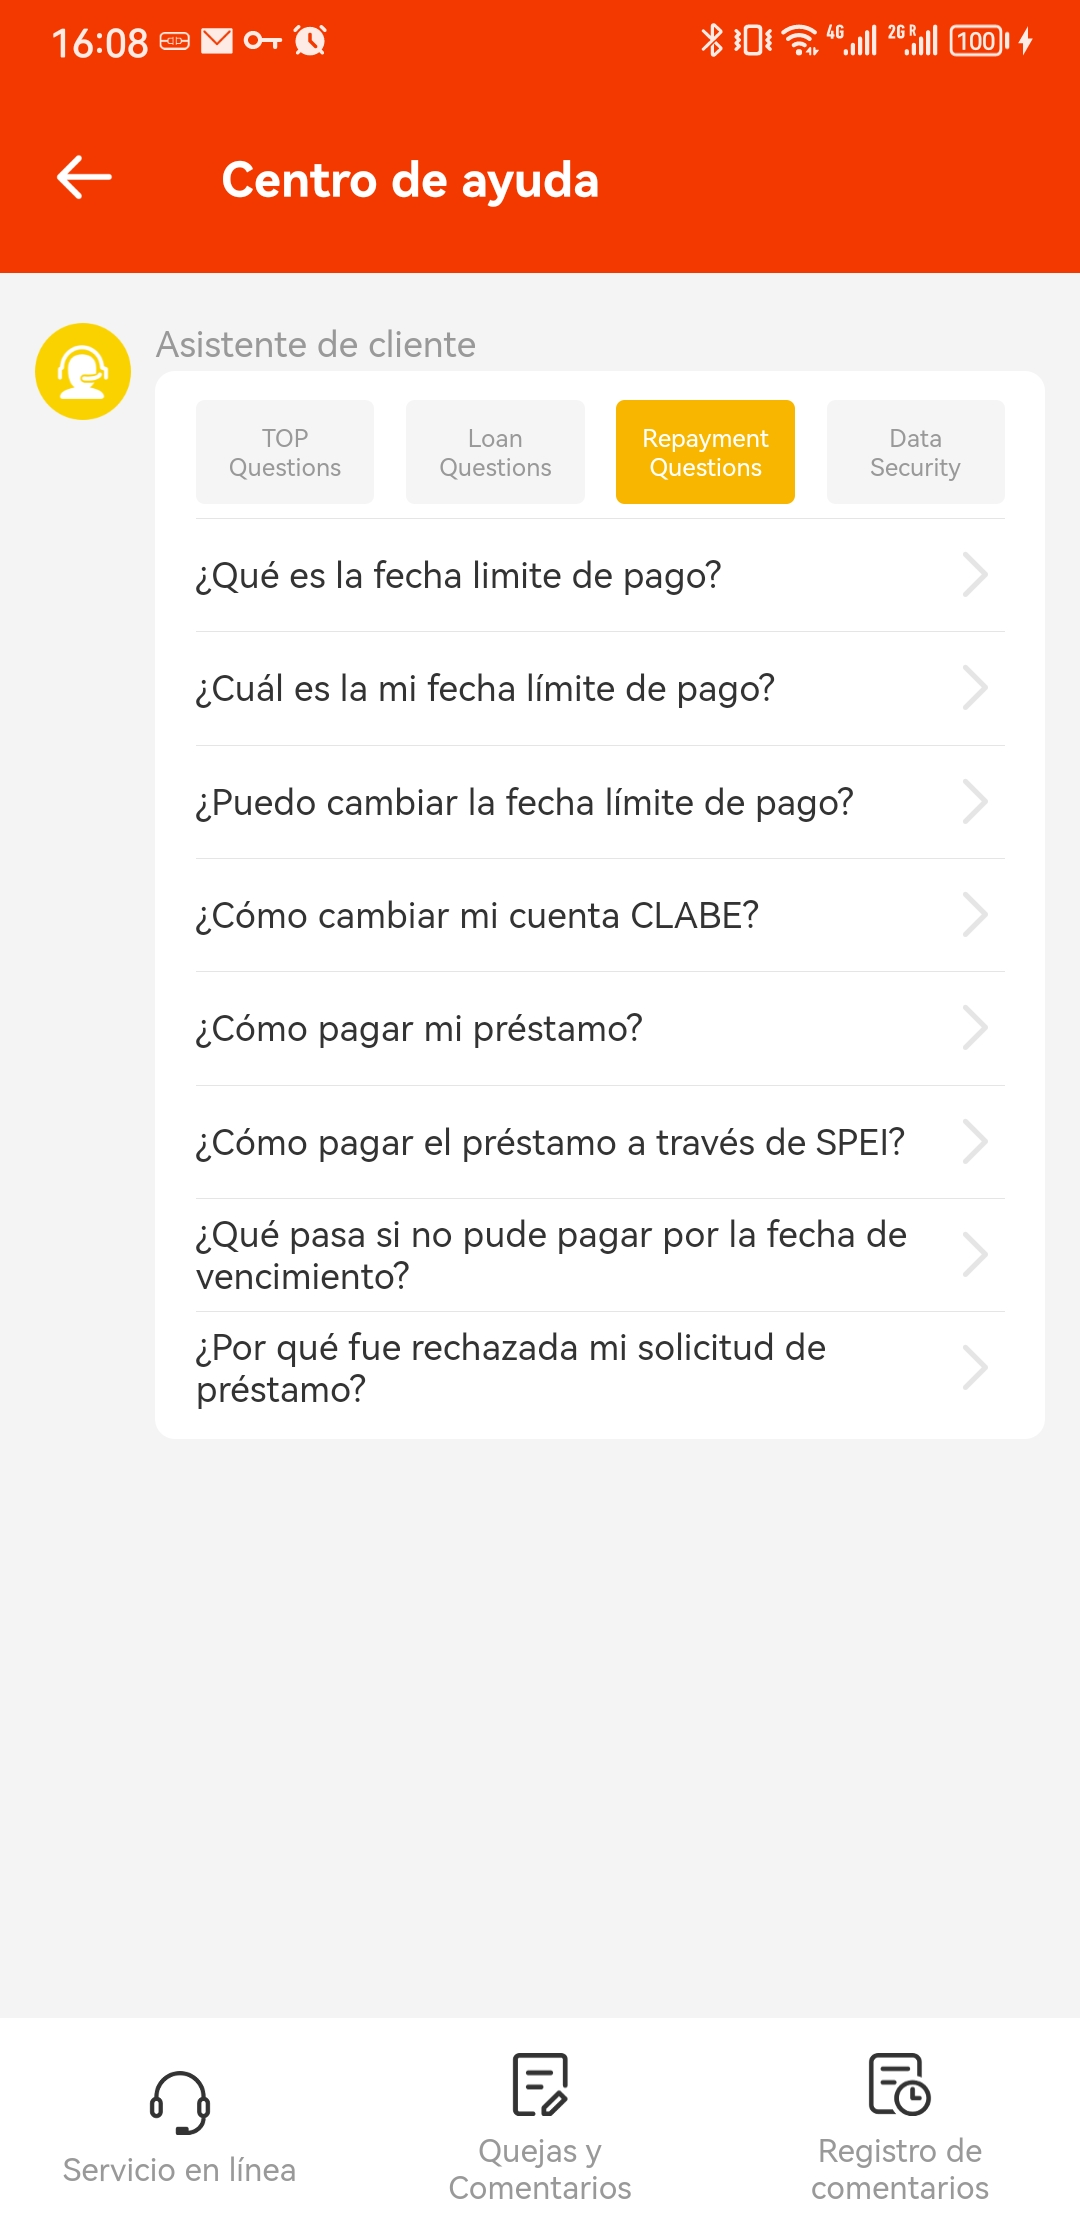 16:08
4G
2G R
100
Centro de ayuda
Asistente de cliente
TOP
Questions
Loan
Questions
Repayment
Questions
Data
Security
¿Qué es la fecha limite de pago?
¿Cuál es la mi fecha límite de pago?
¿Puedo cambiar la fecha límite de pago?
¿Cómo cambiar mi cuenta CLABE?
¿Cómo pagar mi préstamo?
¿Cómo pagar el préstamo a través de SPEI?
¿Qué pasa si no pude pagar por la fecha de
vencimiento?
¿Por qué fue rechazada mi solicitud de
préstamo?
Servicio en línea
Quejas y
Comentarios
Registro de
comentarios